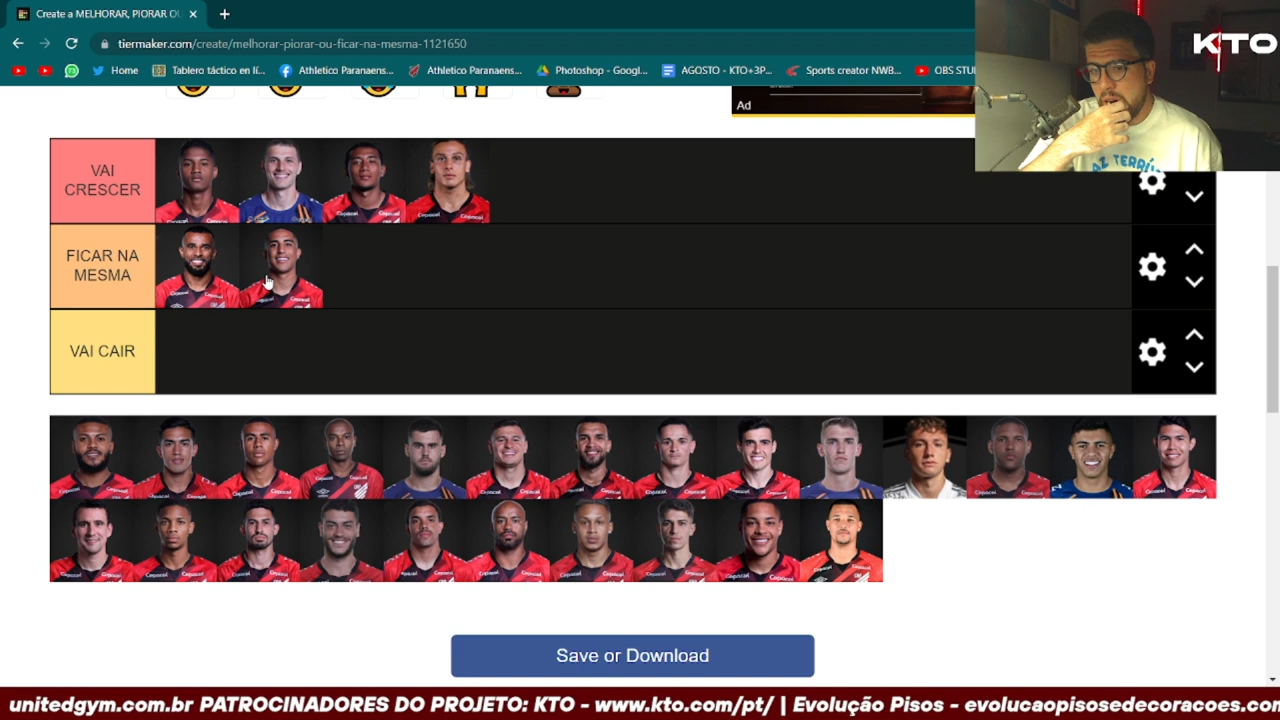 Create a MELHORAR, PIORAR OU
tiermaker.com/create/melhorar-piorar-ou-ficar-na-mesma-1121650
KTO
Home
Tablero táctico en lí...
Athletico Paranaens...
Athletico Paranaens...
Photoshop - Googl...
AGOSTO - KTO+3P...
Sports creator NWB...
OBS STU
Ad
AZ TERRÍV
VAI
CRESCER
FICAR NA
MESMA
VAI CAIR
Save or Download
unitedgym.com.br PATROCINADORES DO PROJETO: KTO - www.kto.com/pt/ | Evolução Pisos - evolucaopisosedecoracoes.com